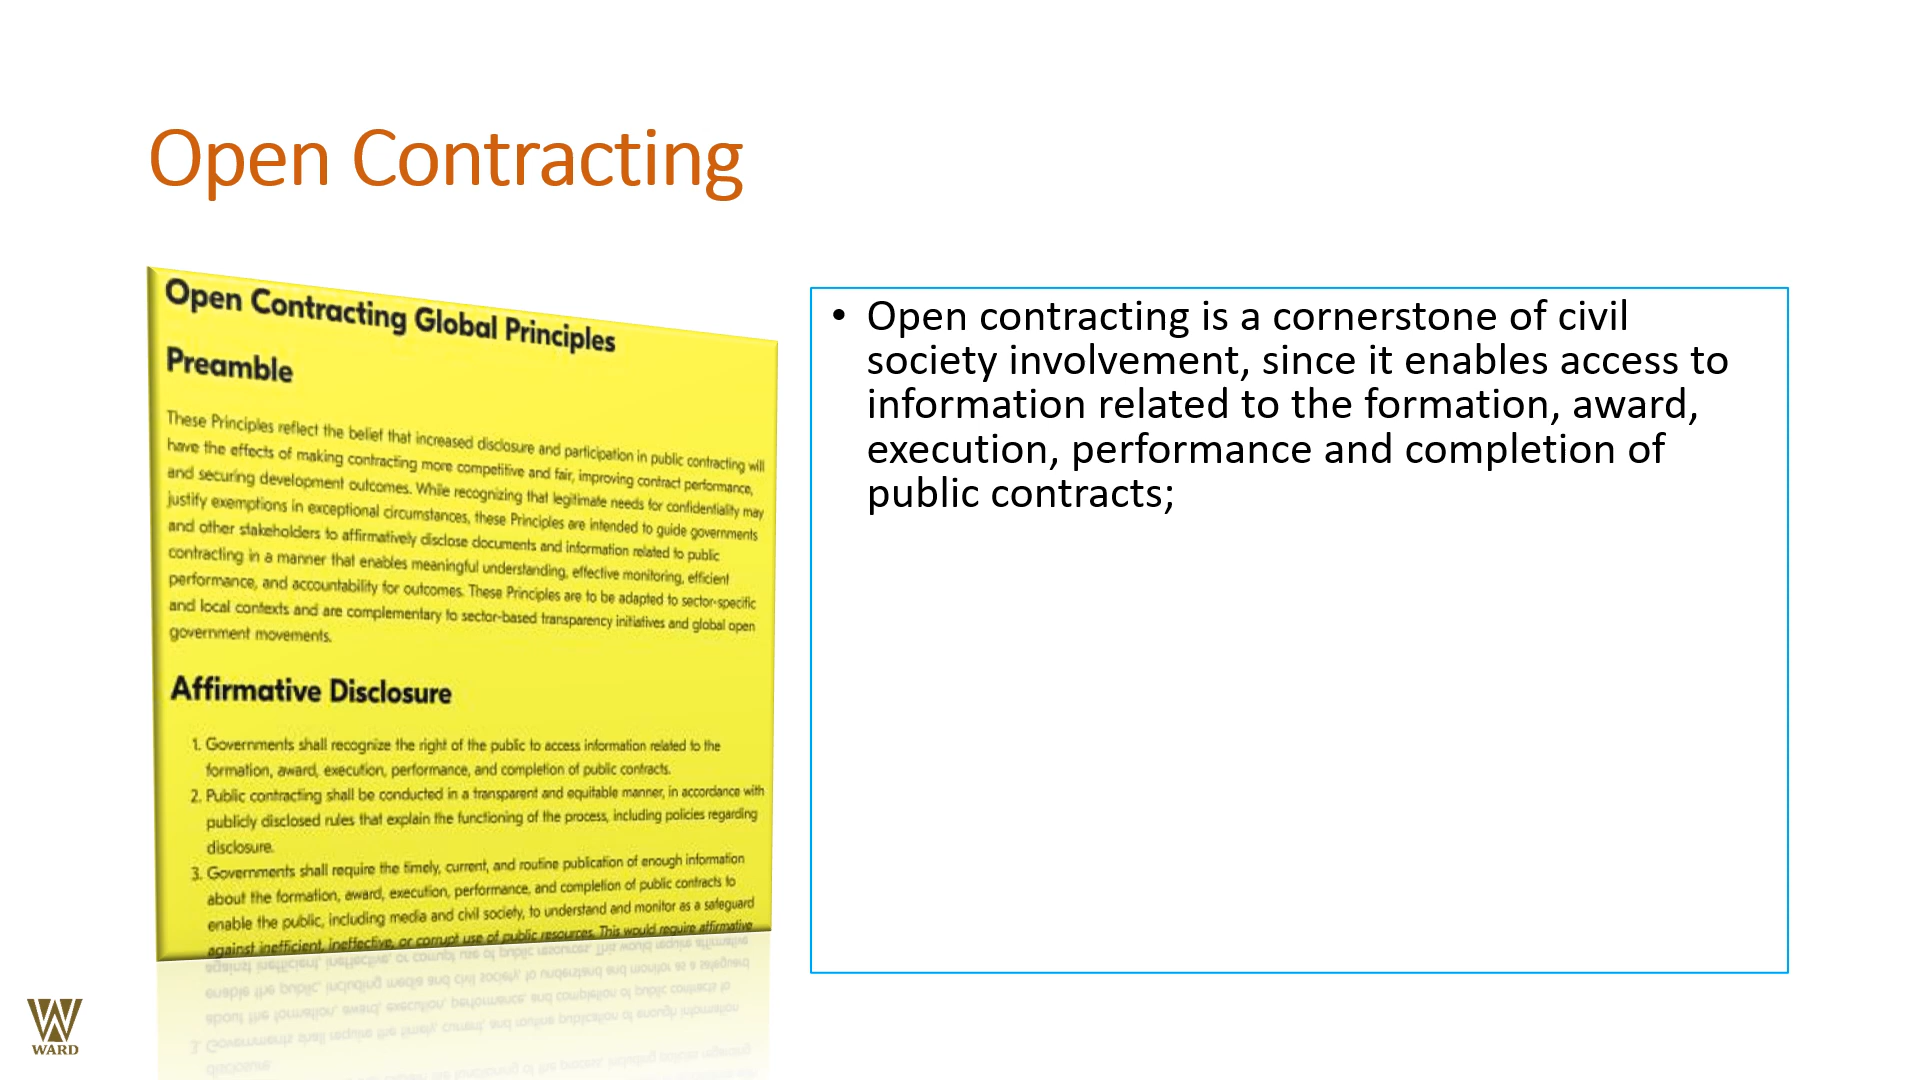 Open Contracting
Open Contracting Global Principles
Preamble
These Principles reflect the belief that increased disclosure and participation in public contracting will
have the effects of making contracting more competitive and fair, improving contract performance,
and securing development outcomes. While recognizing that legitimate needs for confidentiality may
justify exemptions in exceptional circumstances, these Principles are intended to guide governments
and other stakeholders to affirmatively disclose documents and information related to public
contracting in a manner that enables meaningful understanding, effective monitoring, efficient
performance, and accountability for outcomes. These Principles are to be adapted to sector-specific
and local contexts and are complementary to sector-based transparency initiatives and global open
government movements.
Affirmative Disclosure
1. Governments shall recognize the right of the public to access information related to the
formation, award, execution, performance, and completion of public contracts.
2. Public contracting shall be conducted in a transparent and equitable manner, in accordance with
publicly disclosed rules that explain the functioning of the process, including policies regarding
disclosure.
3. Governments shall require the timely, current, and routine publication of enough information
about the formation, award, execution, performance, and completion of public contracts to
enable the public, including media and civil society, to understand and monitor as a safeguard
against inefficient, ineffective, or corrupt use of public resources. This would require affirmative
• Open contracting is a cornerstone of civil
society involvement, since it enables access to
information related to the formation, award,
execution, performance and completion of
public contracts;
WARD